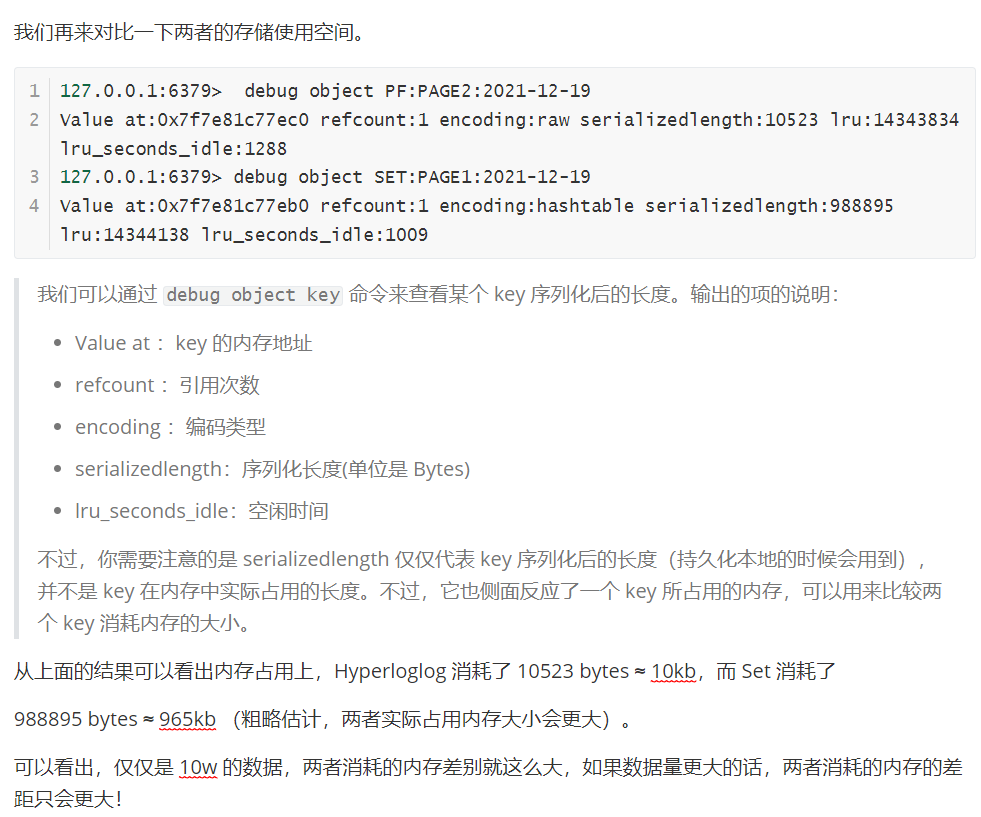 我们再来对比一下两者的存储使用空间。
1 127.0.0.1:6379>  debug object PF:PAGE2:2021-12-19
2 Value at:0x7f7e81c77ec0 refcount:1 encoding:raw serializedlength:10523 lru:14343834
lru_seconds_idle:1288
3 127.0.0.1:6379> debug object SET:PAGE1:2021-12-19
4 Value at:0x7f7e81c77eb0 refcount:1 encoding:hashtable serializedlength:988895
lru:14344138 lru_seconds_idle:1009
我们可以通过 debug object key 命令来查看某个 key 序列化后的长度。输出的项的说明：
• Value at ：key 的内存地址
• refcount ：引用次数
• encoding ：编码类型
• serializedlength：序列化长度(单位是 Bytes)
• lru_seconds_idle：空闲时间
不过，你需要注意的是 serializedlength 仅仅代表 key 序列化后的长度（持久化本地的时候会用到），
并不是 key 在内存中实际占用的长度。不过，它也侧面反应了一个 key 所占用的内存，可以用来比较两
个 key 消耗内存的大小。
从上面的结果可以看出内存占用上，Hyperloglog 消耗了 10523 bytes ≈ 10kb，而 Set 消耗了
988895 bytes ≈ 965kb （粗略估计，两者实际占用内存大小会更大）。
可以看出，仅仅是 10w 的数据，两者消耗的内存差别就这么大，如果数据量更大的话，两者消耗的内存的差
距只会更大！